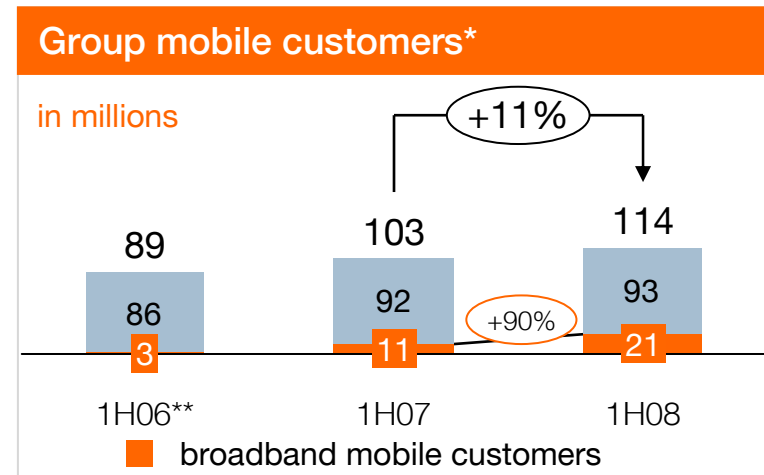 Group mobile customers*
in millions
+11%
89
103
114
86
92
93
+90%
3
11
21
1H06**
1H07
1H08
broadband mobile customers